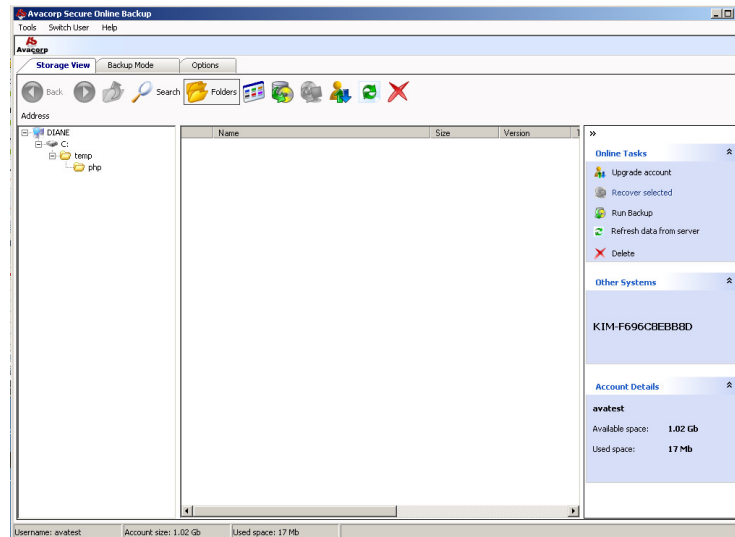 Avacorp Secure Online Backup
Tools Switch User Help
Avacorp
Storage View Backup Mode Options
Back Search Folders
Address
DIANE
C:
temp
php
Name Size Version
»
Online Tasks
Upgrade account
Recover selected
Run Backup
Refresh data from server
Delete
Other Systems
KIM-F696C8EBB8D
Account Details
avatest
Available space: 1.02 Gb
Used space: 17 Mb
Username: avatest Account size: 1.02 Gb Used space: 17 Mb